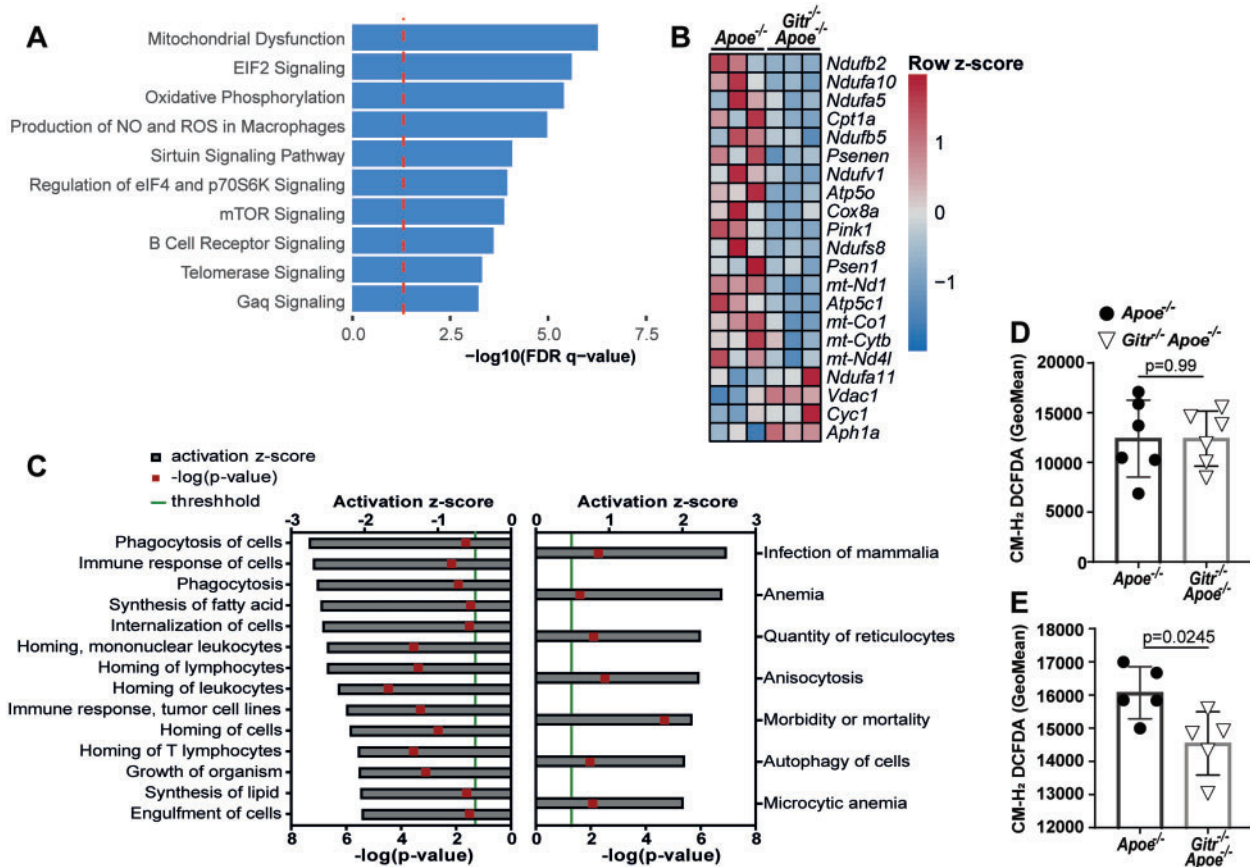 A
Mitochondrial Dysfunction
EIF2 Signaling
Oxidative Phosphorylation
Production of NO and ROS in Macrophages
Sirtuin Signaling Pathway
Regulation of eIF4 and p70S6K Signaling
mTOR Signaling
B Cell Receptor Signaling
Telomerase Signaling
Gaq Signaling
0.0 2.5 5.0 7.5
−log10(FDR q-value)
B
Apoe-/-
Gitr-/-
Apoe-/-
Ndufb2
Ndufa10
Ndufa5
Cpt1a
Ndufb5
Psenen
Ndufv1
Atp5o
Cox8a
Pink1
Ndufs8
Psen1
mt-Nd1
Atp5c1
mt-Co1
mt-Cytb
mt-Nd4l
Ndufa11
Vdac1
Cyc1
Aph1a
Row z-score
1
0
−1
C
activation z-score
-log(p-value)
threshhold
Activation z-score
-3 -2 -1 0
Phagocytosis of cells
Immune response of cells
Phagocytosis
Synthesis of fatty acid
Internalization of cells
Homing, mononuclear leukocytes
Homing of lymphocytes
Homing of leukocytes
Immune response, tumor cell lines
Homing of cells
Homing of T lymphocytes
Growth of organism
Synthesis of lipid
Engulfment of cells
8 6 4 2 0
-log(p-value)
Activation z-score
0 1 2 3
Infection of mammalia
Anemia
Quantity of reticulocytes
Anisocytosis
Morbidity or mortality
Autophagy of cells
Microcytic anemia
0 2 4 6 8
-log(p-value)
D
Apoe-/-
Gitr-/- Apoe-/-
p=0.99
CM-H₂ DCFDA (GeoMean)
20000
15000
10000
5000
0
Apoe-/-
Gitr-/-
Apoe-/-
E
p=0.0245
CM-H₂ DCFDA (GeoMean)
18000
17000
16000
15000
14000
13000
12000
Apoe-/-
Gitr-/-
Apoe-/-